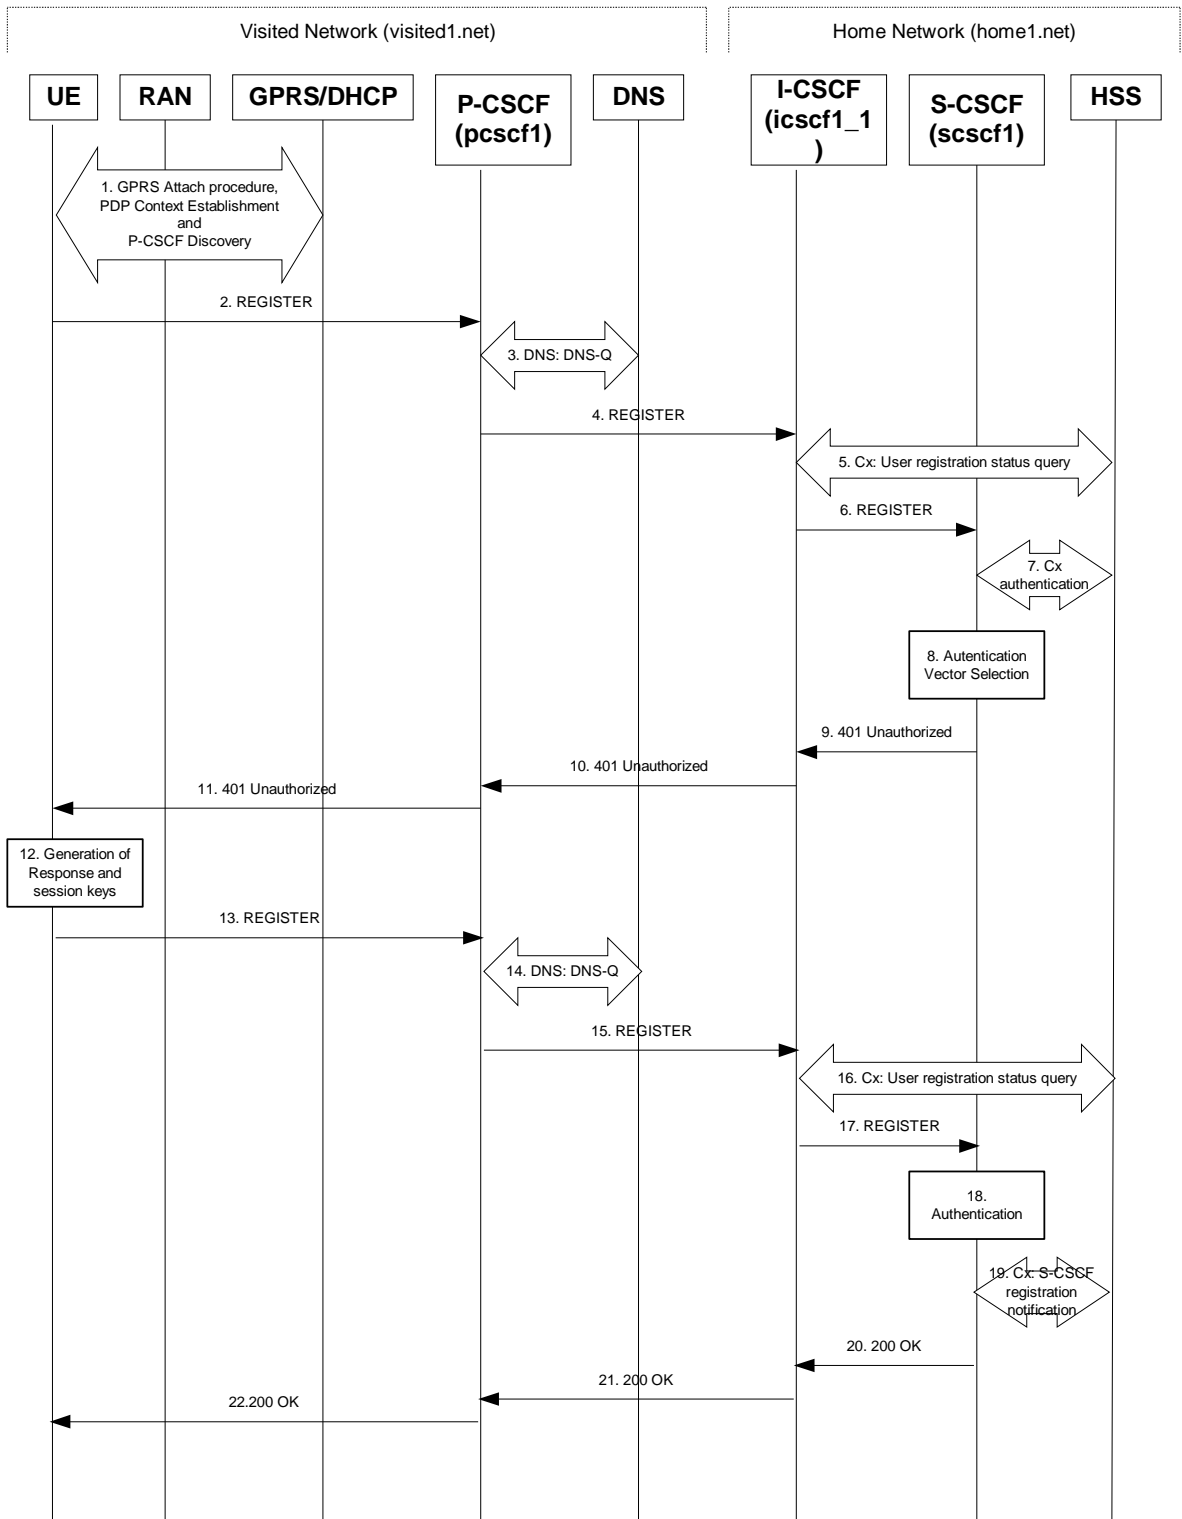 Visited Network (visited1.net)
Home Network (home1.net)
UE
RAN
GPRS/DHCP
P-CSCF
(pcscf1)
DNS
I-CSCF
(icscf1_1
)
S-CSCF
(scscf1)
HSS
1. GPRS Attach procedure,
PDP Context Establishment
and
P-CSCF Discovery
2. REGISTER
3. DNS: DNS-Q
4. REGISTER
5. Cx: User registration status query
6. REGISTER
7. Cx
authentication
8. Autentication
Vector Selection
9. 401 Unauthorized
10. 401 Unauthorized
11. 401 Unauthorized
12. Generation of
Response and
session keys
13. REGISTER
14. DNS: DNS-Q
15. REGISTER
16. Cx: User registration status query
17. REGISTER
18.
Authentication
19. Cx: S-CSCF
registration
notification
20. 200 OK
21. 200 OK
22.200 OK